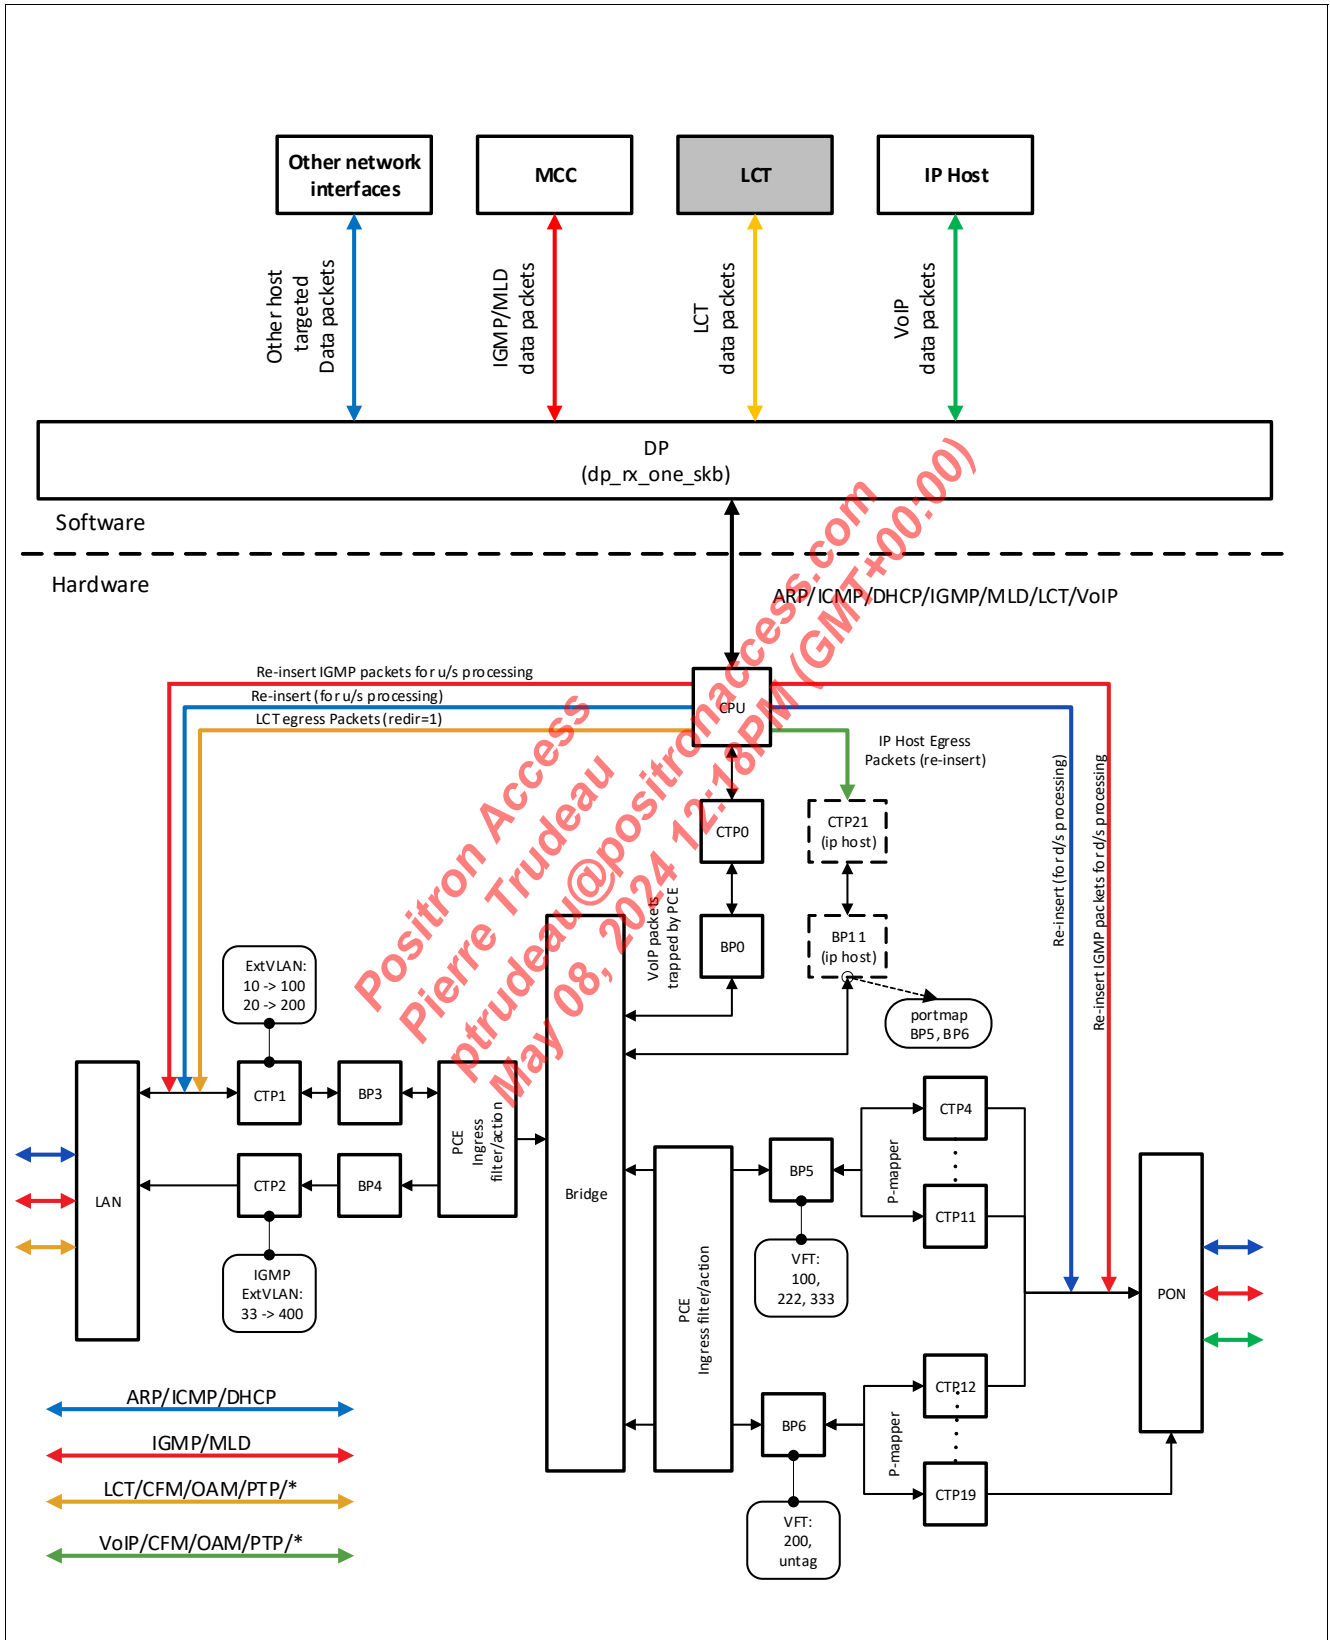 Other network
interfaces
MCC
LCT
IP Host
Other host
targeted
Data packets
IGMP/MLD
data packets
LCT
data packets
VoIP
data packets
DP
(dp_rx_one_skb)
Software
Hardware
ARP/ICMP/DHCP/IGMP/MLD/LCT/VoIP
Re-insert IGMP packets for u/s processing
Re-insert (for u/s processing)
LCT egress Packets (redir=1)
CPU
IP Host Egress
Packets (re-insert)
Re-insert (for d/s processing)
Re-insert IGMP packets for d/s processing
CTP0
CTP21
(ip host)
VoIP packets
trapped by PCE
BP0
BP11
(ip host)
portmap
BP5, BP6
ExtVLAN:
10 -> 100
20 -> 200
CTP1
BP3
PCE
Ingress
filter/action
LAN
CTP2
BP4
IGMP
ExtVLAN:
33 -> 400
Bridge
PCE
Ingress filter/action
BP5
VFT:
100,
222, 333
P-mapper
CTP4
CTP11
PON
BP6
VFT:
200,
untag
P-mapper
CTP12
CTP19
ARP/ICMP/DHCP
IGMP/MLD
LCT/CFM/OAM/PTP/*
VoIP/CFM/OAM/PTP/*
Positron Access
Pierre Trudeau
ptrudeau@positronaccess.com
May 08, 2024 12:18PM (GMT+00:00)